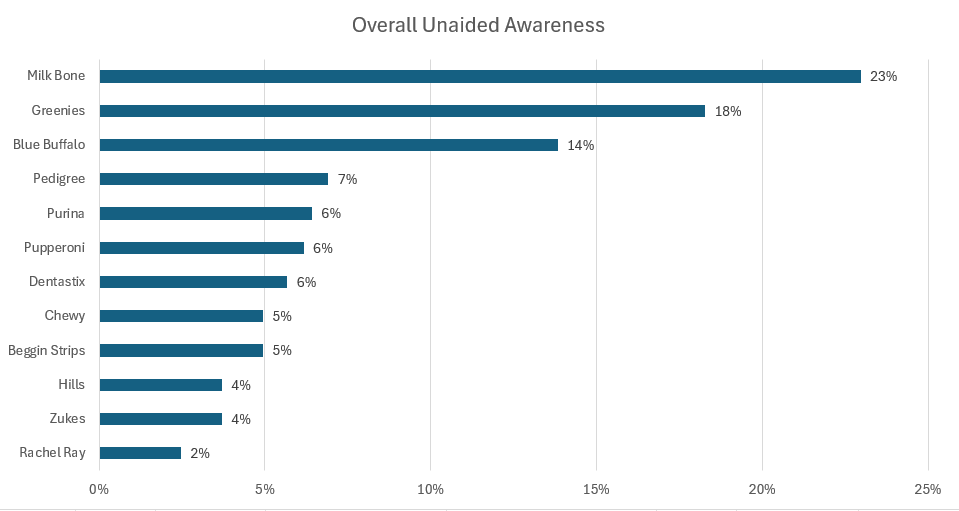 Overall Unaided Awareness
Milk Bone 23%
Greenies 18%
Blue Buffalo 14%
Pedigree 7%
Purina 6%
Pupperoni 6%
Dentastix 6%
Chewy 5%
Beggin Strips 5%
Hills 4%
Zukes 4%
Rachel Ray 2%
0% 5% 10% 15% 20% 25%